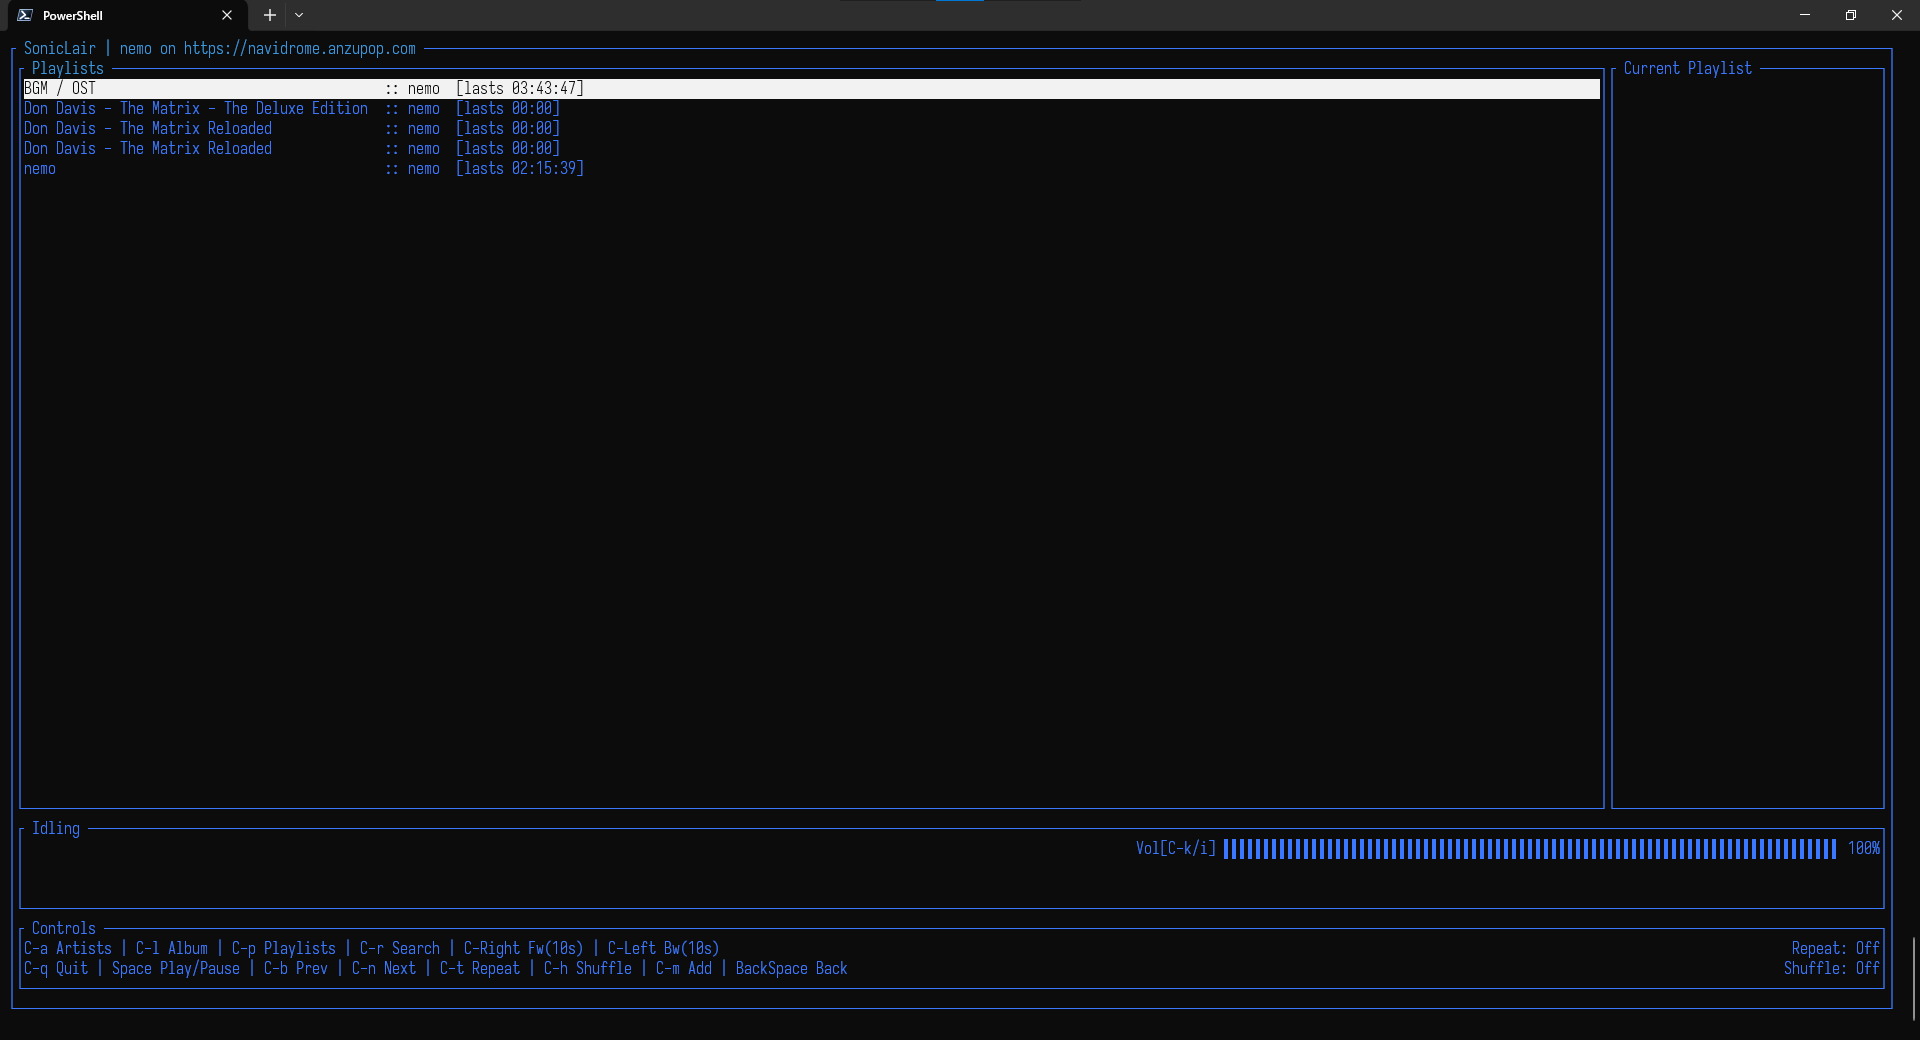 PowerShell
SonicLair | nemo on https://navidrome.anzupop.com
Playlists
Current Playlist
BGM / OST :: nemo [lasts 03:43:47]
Don Davis - The Matrix - The Deluxe Edition :: nemo [lasts 00:00]
Don Davis - The Matrix Reloaded :: nemo [lasts 00:00]
Don Davis - The Matrix Reloaded :: nemo [lasts 00:00]
nemo :: nemo [lasts 02:15:39]
Idling
Vol[C-k/i] 100%
Controls
C-a Artists | C-l Album | C-p Playlists | C-r Search | C-Right Fw(10s) | C-Left Bw(10s) Repeat: Off
C-q Quit | Space Play/Pause | C-b Prev | C-n Next | C-t Repeat | C-h Shuffle | C-m Add | BackSpace Back Shuffle: Off